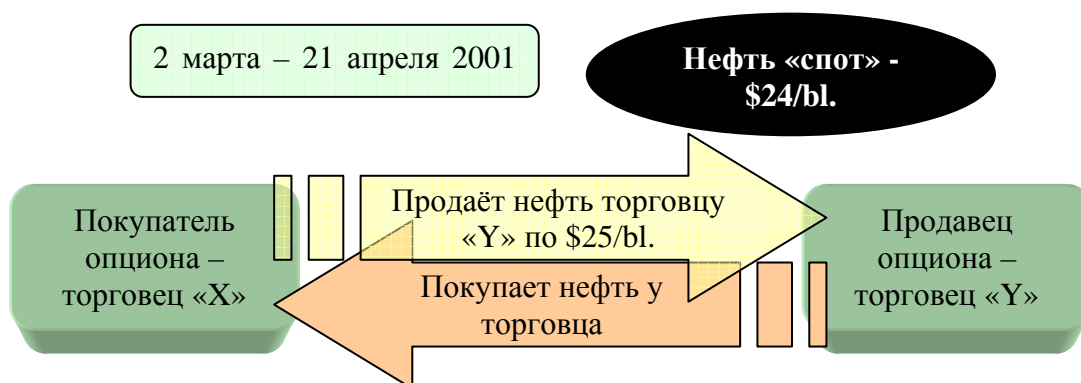 2 марта – 21 апреля 2001
Нефть «спот» -
$24/bl.
Покупатель
опциона –
торговец «X»
Продаёт нефть торговцу
«Y» по $25/bl.
Покупает нефть у
торговца
Продавец
опциона –
торговец «Y»